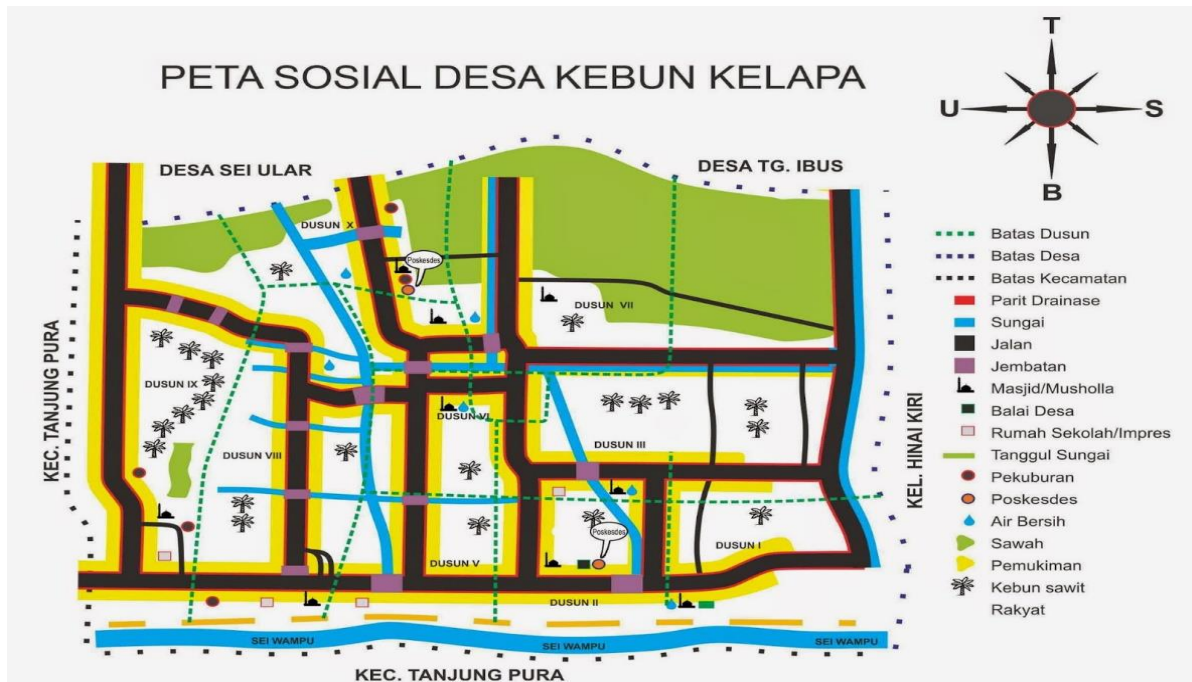 PETA SOSIAL DESA KEBUN KELAPA
T
U
S
B
DESA SEI ULAR
DESA TG. IBUS
DUSUN X
Poskesdes
DUSUN VII
KEC. TANJUNG PURA
DUSUN IX
DUSUN VI
DUSUN III
DUSUN VIII
KEL. HINAI KIRI
Poskesdes
DUSUN I
DUSUN V
DUSUN II
SEI WAMPU
SEI WAMPU
SEI WAMPU
KEC. TANJUNG PURA
Batas Dusun
Batas Desa
Batas Kecamatan
Parit Drainase
Sungai
Jalan
Jembatan
Masjid/Musholla
Balai Desa
Rumah Sekolah/Impres
Tanggul Sungai
Pekuburan
Poskesdes
Air Bersih
Sawah
Pemukiman
Kebun sawit
Rakyat